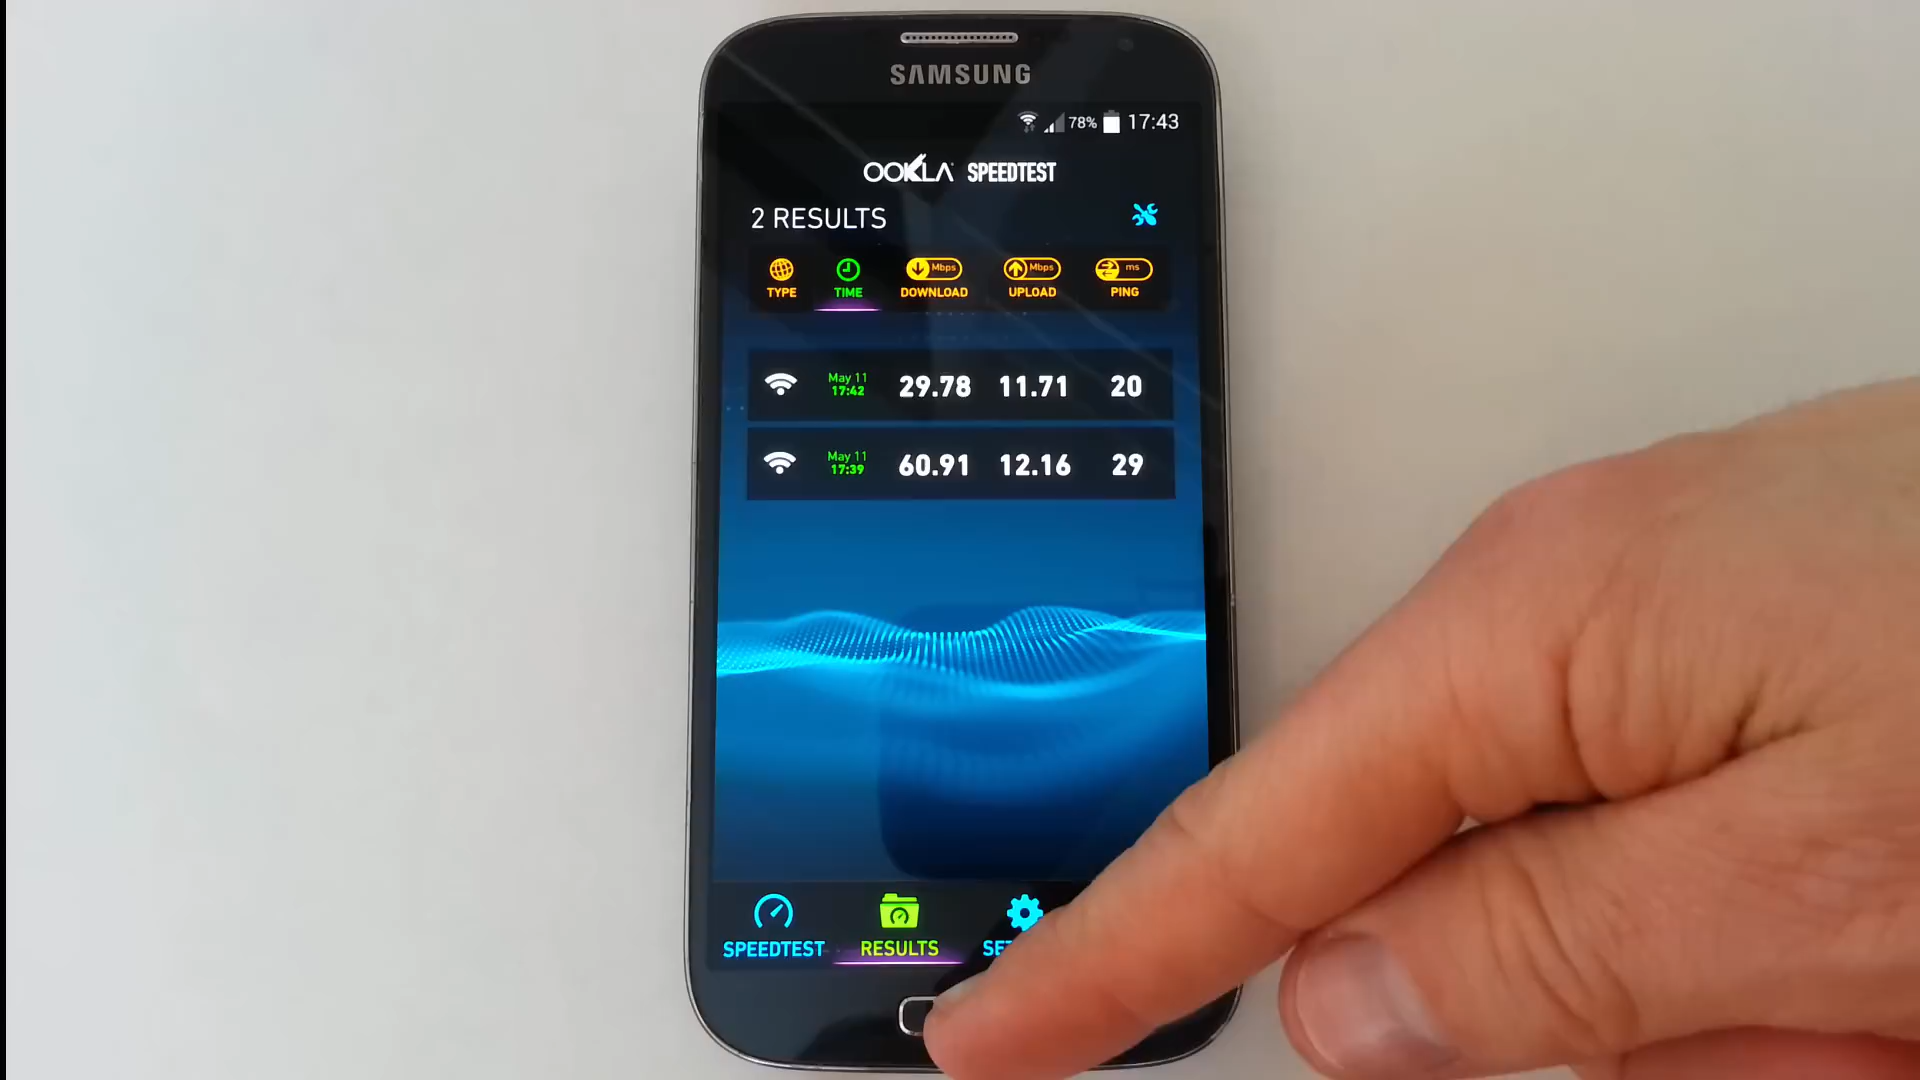 SAMSUNG
78% 17:43
OOKLA SPEEDTEST
2 RESULTS
Mbps Mbps ms
TYPE TIME DOWNLOAD UPLOAD PING
May 11
17:42 29.78 11.71 20
May 11
17:39 60.91 12.16 29
SPEEDTEST RESULTS